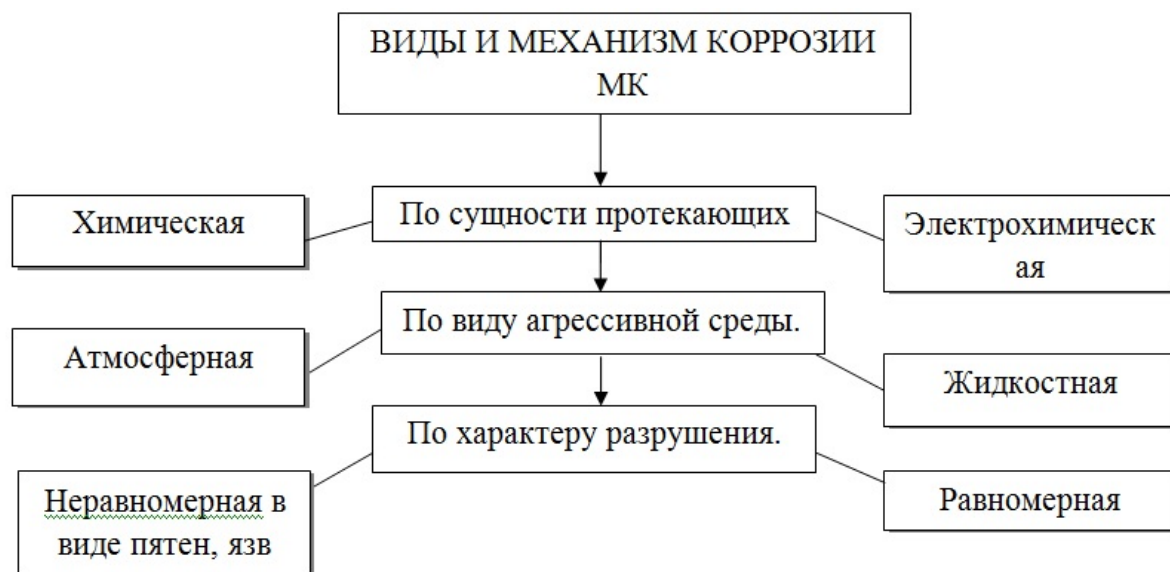 ВИДЫ И МЕХАНИЗМ КОРРОЗИИ
МК
Химическая
По сущности протекающих
Электрохимическ
ая
Атмосферная
По виду агрессивной среды.
Жидкостная
По характеру разрушения.
Неравномерная в
виде пятен, язв
Равномерная